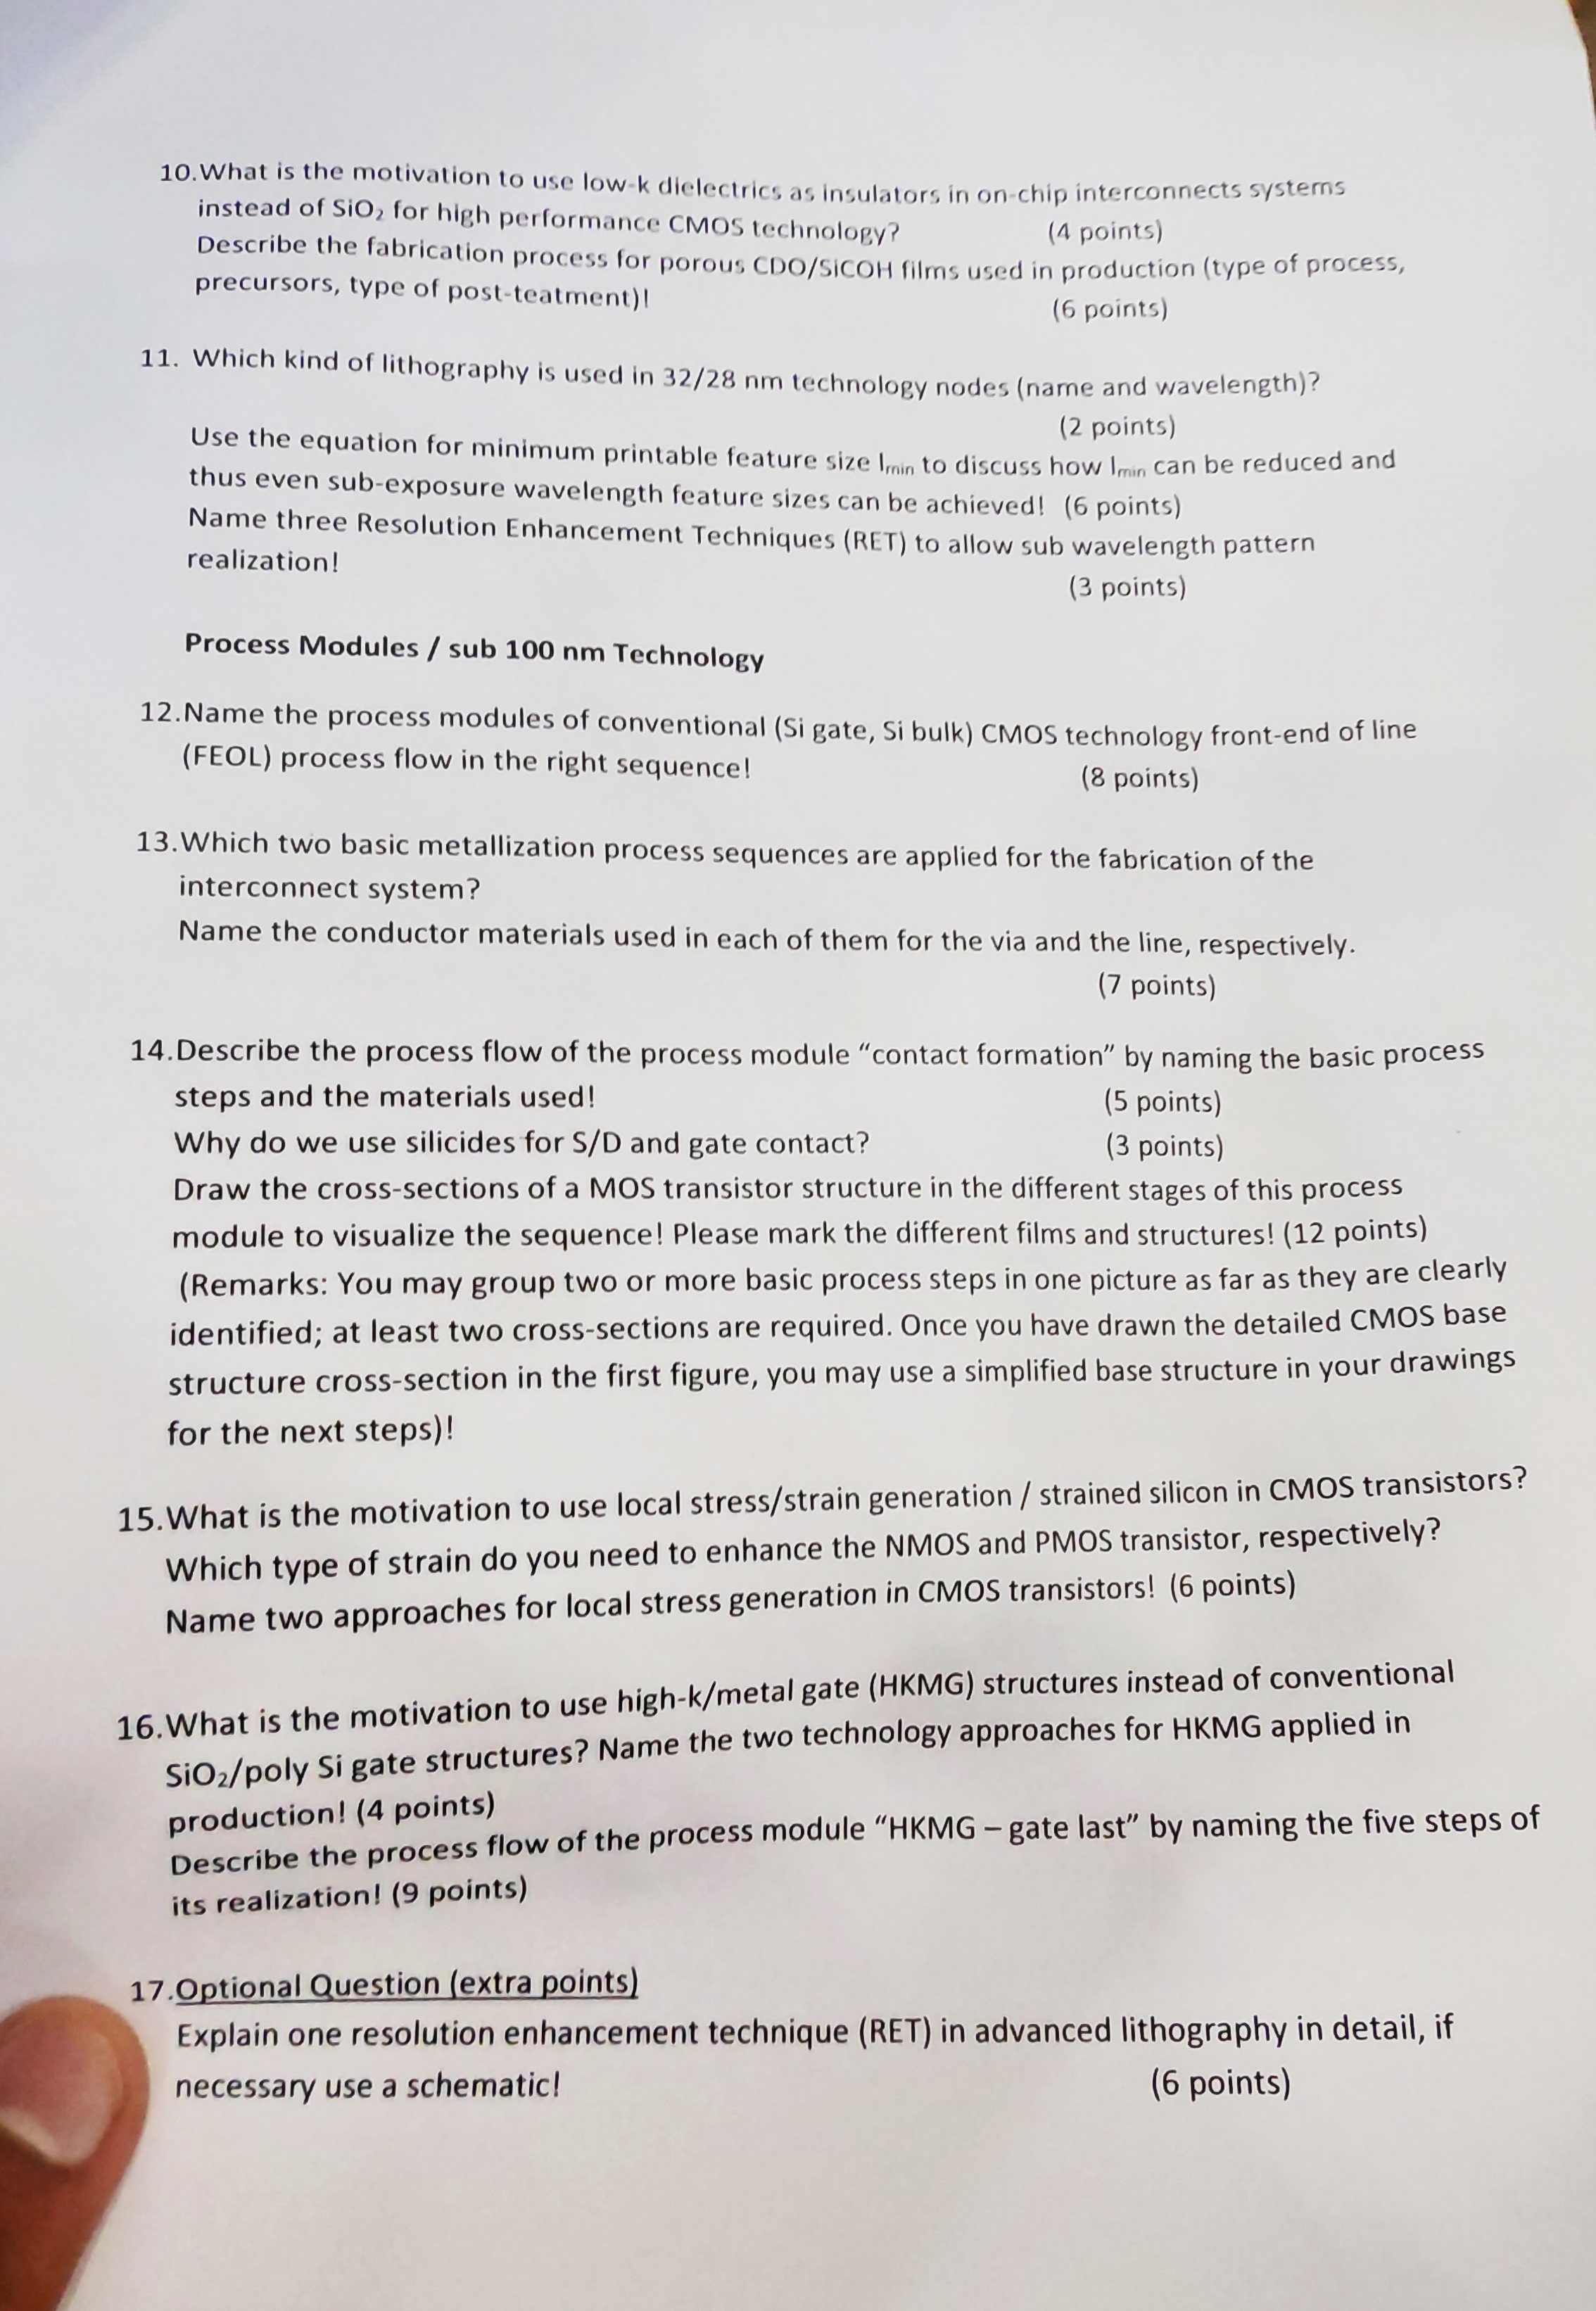 10.What is the motivation to use low-k dielectrics as insulators in on-chip interconnects systems
instead of SiO₂ for high performance CMOS technology? (4 points)
Describe the fabrication process for porous CDO/SiCOH films used in production (type of process,
precursors, type of post-teatment)! (6 points)
11. Which kind of lithography is used in 32/28 nm technology nodes (name and wavelength)?
(2 points)
Use the equation for minimum printable feature size lₘᵢₙ to discuss how lₘᵢₙ can be reduced and
thus even sub-exposure wavelength feature sizes can be achieved! (6 points)
Name three Resolution Enhancement Techniques (RET) to allow sub wavelength pattern
realization!
(3 points)
Process Modules / sub 100 nm Technology
12.Name the process modules of conventional (Si gate, Si bulk) CMOS technology front-end of line
(FEOL) process flow in the right sequence! (8 points)
13.Which two basic metallization process sequences are applied for the fabrication of the
interconnect system?
Name the conductor materials used in each of them for the via and the line, respectively.
(7 points)
14.Describe the process flow of the process module “contact formation” by naming the basic process
steps and the materials used! (5 points)
Why do we use silicides for S/D and gate contact? (3 points)
Draw the cross-sections of a MOS transistor structure in the different stages of this process
module to visualize the sequence! Please mark the different films and structures! (12 points)
(Remarks: You may group two or more basic process steps in one picture as far as they are clearly
identified; at least two cross-sections are required. Once you have drawn the detailed CMOS base
structure cross-section in the first figure, you may use a simplified base structure in your drawings
for the next steps)!
15.What is the motivation to use local stress/strain generation / strained silicon in CMOS transistors?
Which type of strain do you need to enhance the NMOS and PMOS transistor, respectively?
Name two approaches for local stress generation in CMOS transistors! (6 points)
16.What is the motivation to use high-k/metal gate (HKMG) structures instead of conventional
SiO₂/poly Si gate structures? Name the two technology approaches for HKMG applied in
production! (4 points)
Describe the process flow of the process module “HKMG – gate last” by naming the five steps of
its realization! (9 points)
17.Optional Question (extra points)
Explain one resolution enhancement technique (RET) in advanced lithography in detail, if
necessary use a schematic! (6 points)